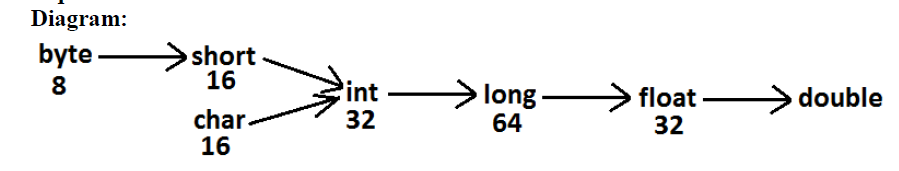 Diagram:
byte short
8 16
char
16
int long float double
32 64 32